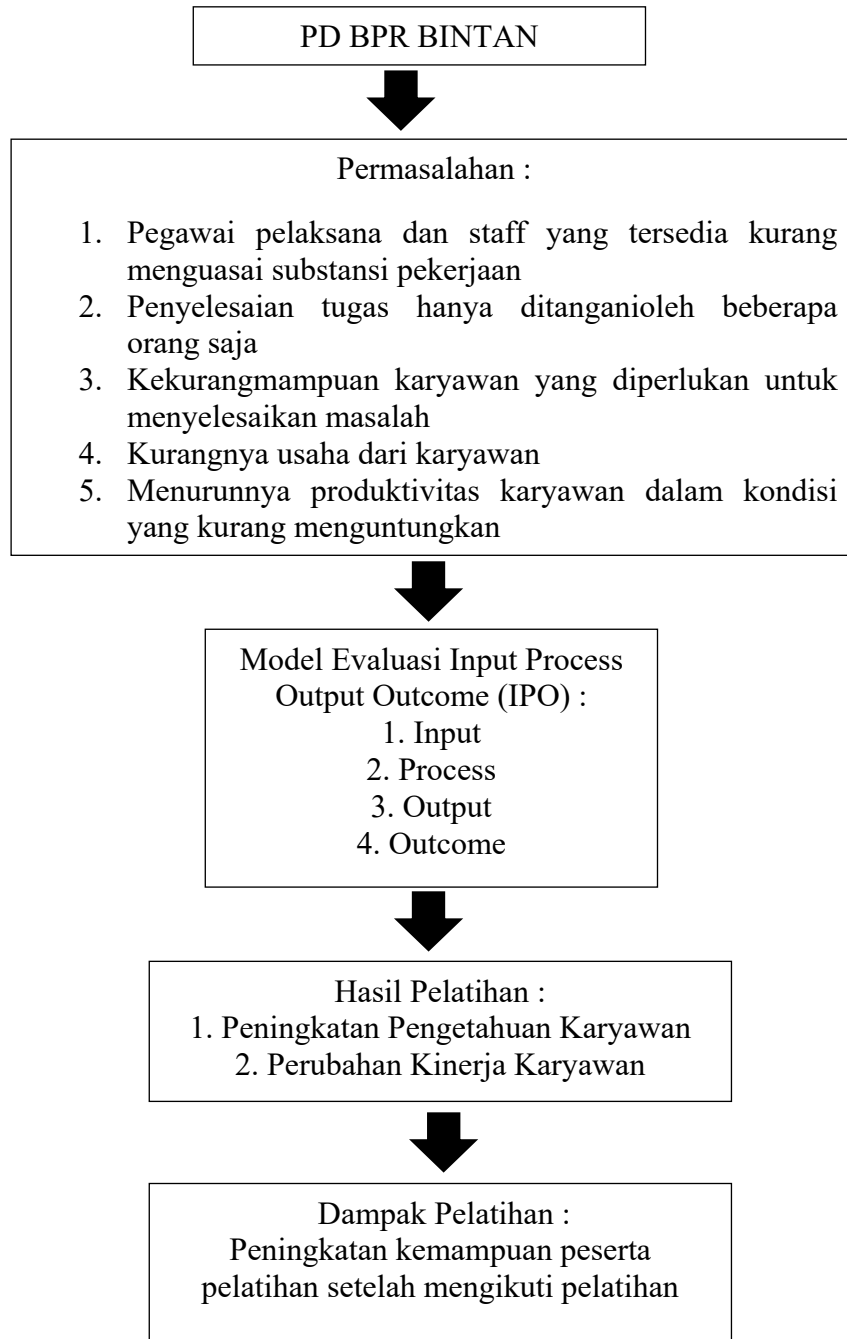 PD BPR BINTAN
Permasalahan :
1. Pegawai pelaksana dan staff yang tersedia kurang
menguasai substansi pekerjaan
2. Penyelesaian tugas hanya ditanganioleh beberapa
orang saja
3. Kekurangmampuan karyawan yang diperlukan untuk
menyelesaikan masalah
4. Kurangnya usaha dari karyawan
5. Menurunnya produktivitas karyawan dalam kondisi
yang kurang menguntungkan
Model Evaluasi Input Process
Output Outcome (IPO) :
1. Input
2. Process
3. Output
4. Outcome
Hasil Pelatihan :
1. Peningkatan Pengetahuan Karyawan
2. Perubahan Kinerja Karyawan
Dampak Pelatihan :
Peningkatan kemampuan peserta
pelatihan setelah mengikuti pelatihan